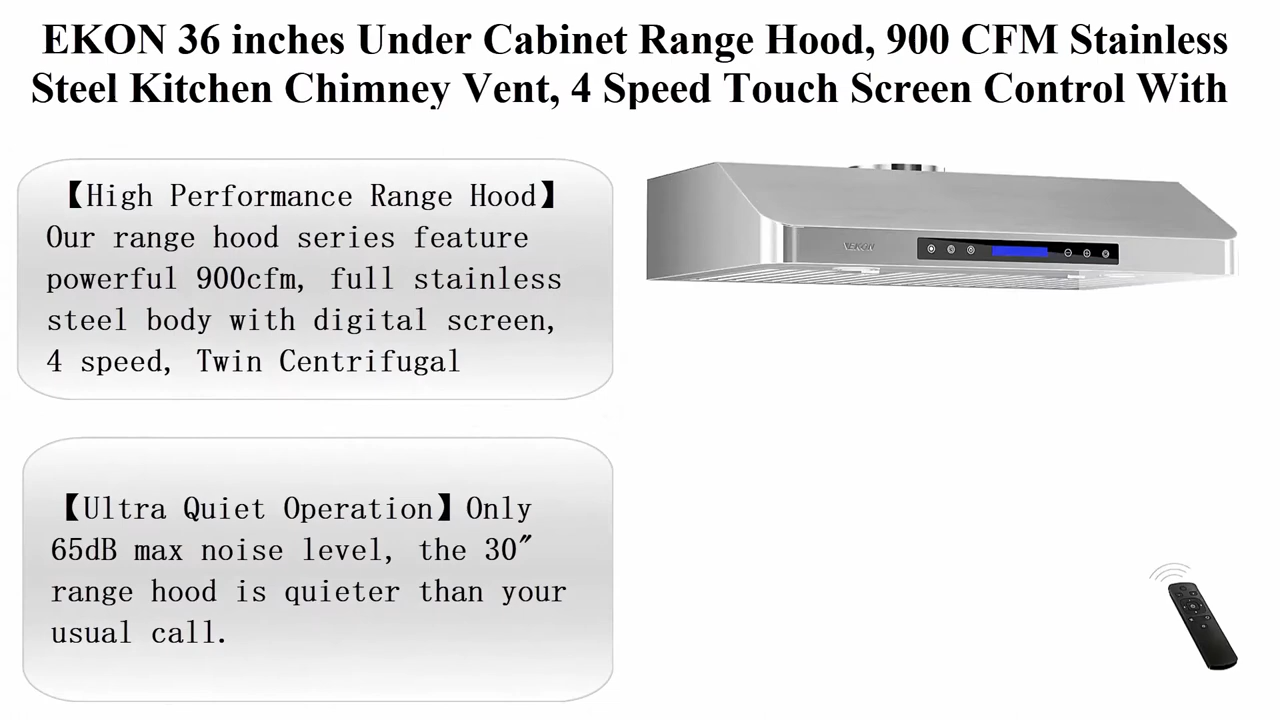 EKON 36 inches Under Cabinet Range Hood, 900 CFM Stainless
Steel Kitchen Chimney Vent, 4 Speed Touch Screen Control With
【High Performance Range Hood】
Our range hood series feature
powerful 900cfm, full stainless
steel body with digital screen,
4 speed, Twin Centrifugal
EKON
【Ultra Quiet Operation】Only
65dB max noise level, the 30″
range hood is quieter than your
usual call.